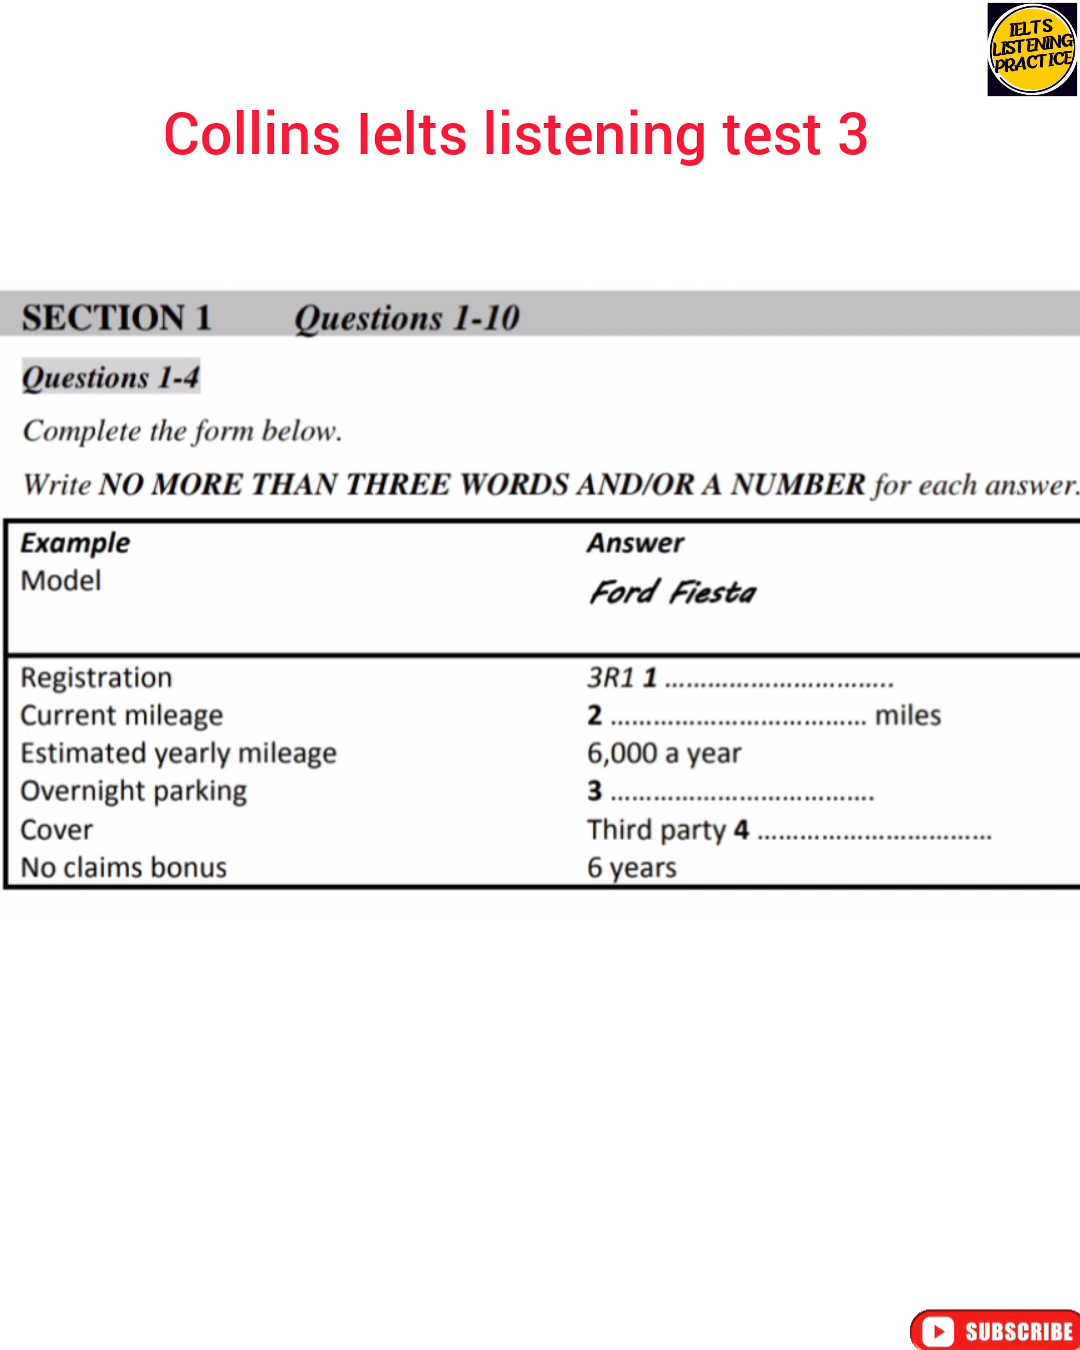 IELTS
LISTENING
PRACTICE
Collins Ielts listening test 3
SECTION 1 Questions 1-10
Questions 1-4
Complete the form below.
Write NO MORE THAN THREE WORDS AND/OR A NUMBER for each answer.
Example Answer
Model Ford Fiesta
Registration 3R1 1 ....................................
Current mileage 2 ....................................... miles
Estimated yearly mileage 6,000 a year
Overnight parking 3 ........................................
Cover Third party 4 ....................................
No claims bonus 6 years
SUBSCRIBE